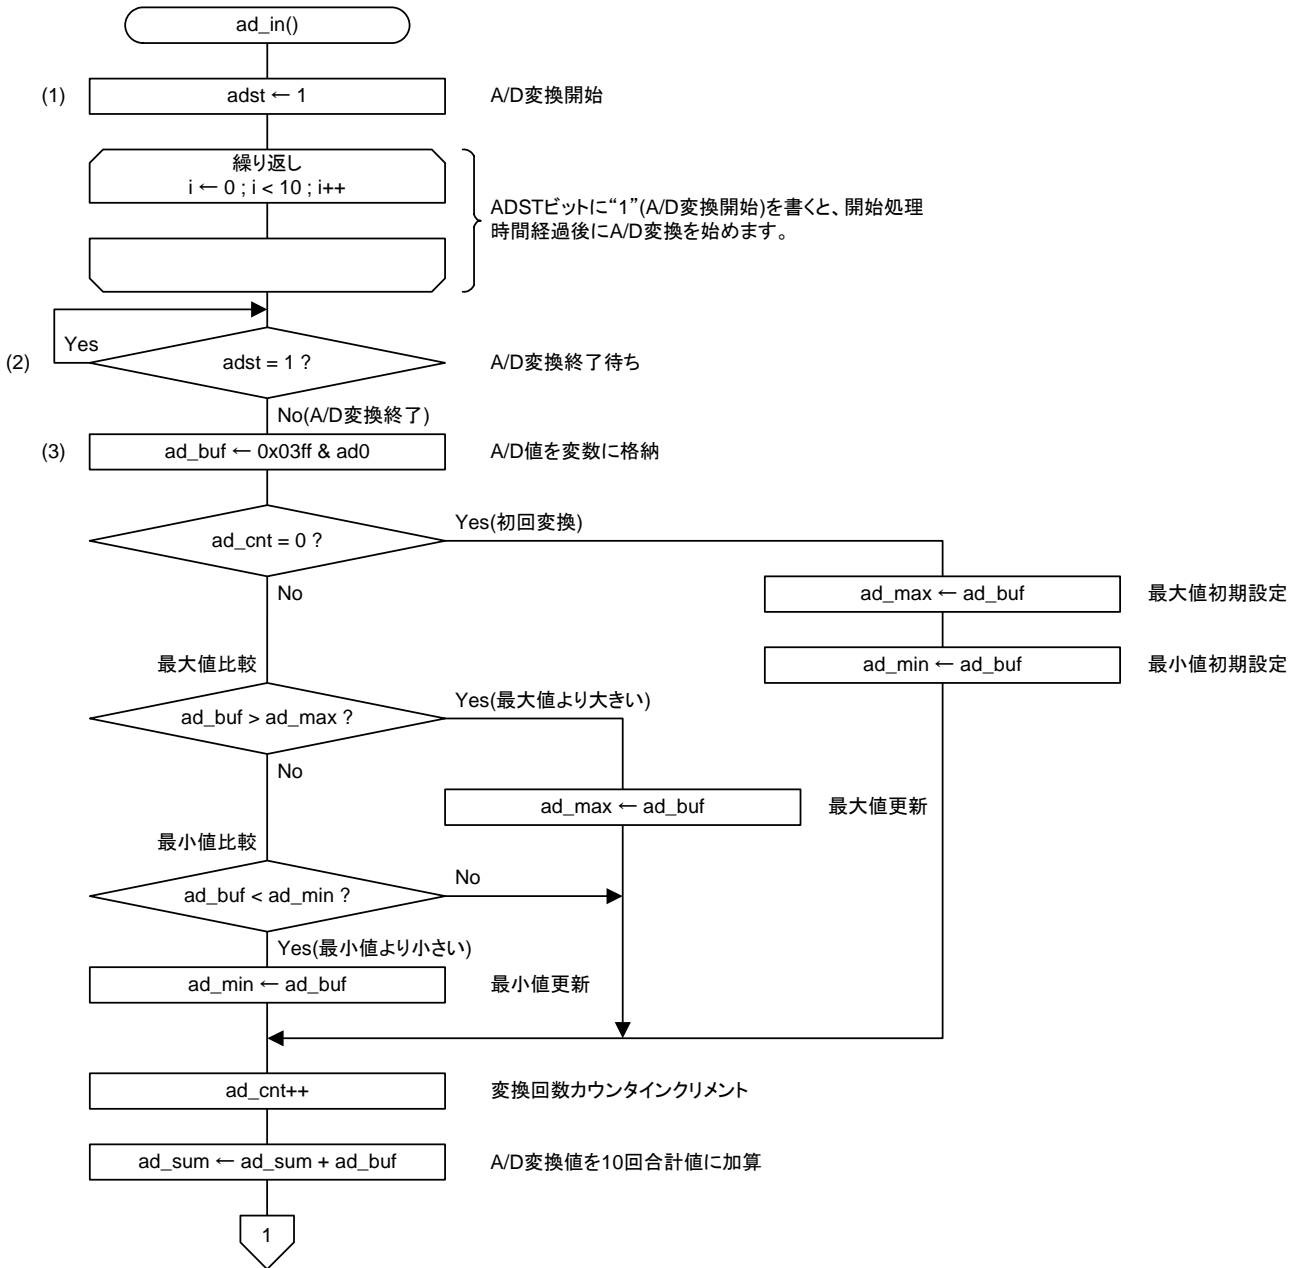 ad_in()
(1)
adst ← 1
A/D変換開始
繰り返し
i ← 0 ; i < 10 ; i++
ADSTビットに“1”(A/D変換開始)を書くと、開始処理
時間経過後にA/D変換を始めます。
Yes
(2)
adst = 1 ?
A/D変換終了待ち
No(A/D変換終了)
(3)
ad_buf ← 0x03ff & ad0
A/D値を変数に格納
Yes(初回変換)
ad_cnt = 0 ?
No
ad_max ← ad_buf
最大値初期設定
最大値比較
ad_min ← ad_buf
最小値初期設定
Yes(最大値より大きい)
ad_buf > ad_max ?
No
ad_max ← ad_buf
最大値更新
最小値比較
No
ad_buf < ad_min ?
Yes(最小値より小さい)
ad_min ← ad_buf
最小値更新
ad_cnt++
変換回数カウンタインクリメント
ad_sum ← ad_sum + ad_buf
A/D変換値を10回合計値に加算
1